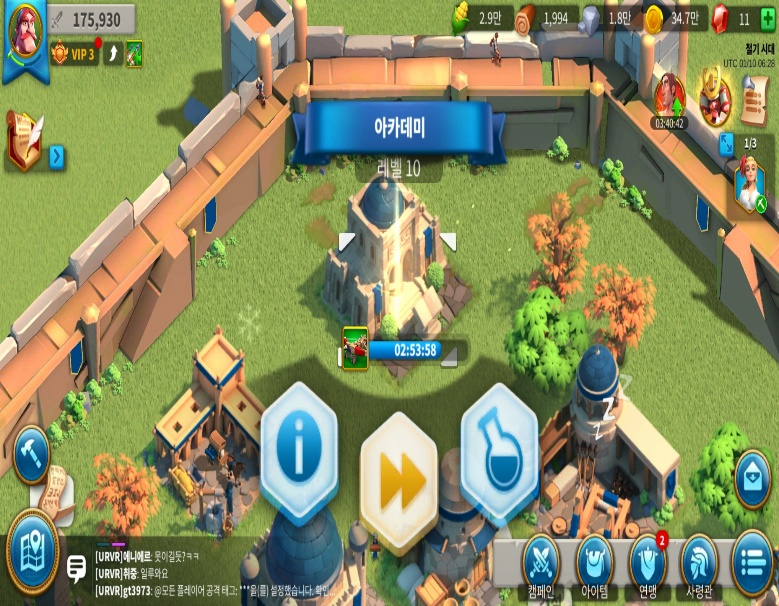 175,930
2.9만
1,994
1.8만
34.7만
11
VIP 3
철기 시대
UTC 01/10 06:28
03:40:42
1/3
아카데미
레벨 10
02:53:58
Z
Z
[URVR]에니에르: 웃이길듯?ㅋㅋ
[URVR]위중: 일루와요
[URVR]gt3973: @모든 플레이어 공격 태그: ***을(를) 설정했습니다. 확인...
2
캠페인
아이템
연맹
사령관